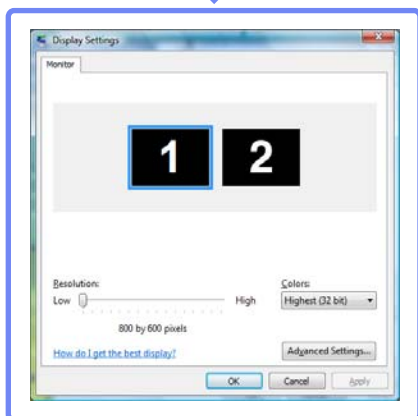 Display Settings
Monitor
1 2
Resolution: Colors:
Low High Highest (32 bit)
800 by 600 pixels
How do I get the best display? Advanced Settings...
OK Cancel Apply